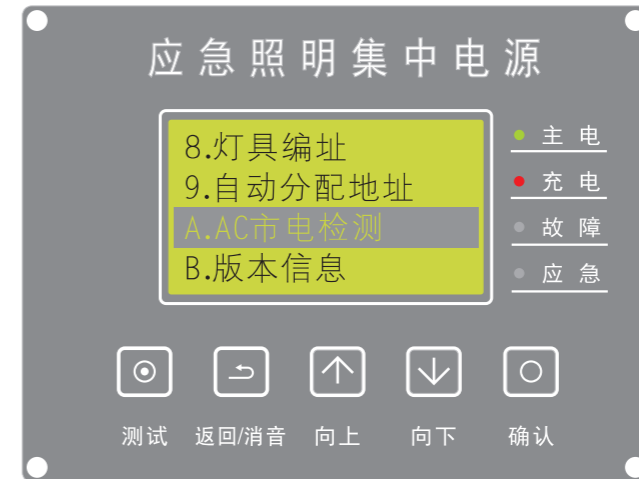 应急照明集中电源
8.灯具编址
9.自动分配地址
A.AC市电检测
B.版本信息
主电
充电
故障
应急
测试 返回/消音 向上 向下 确认